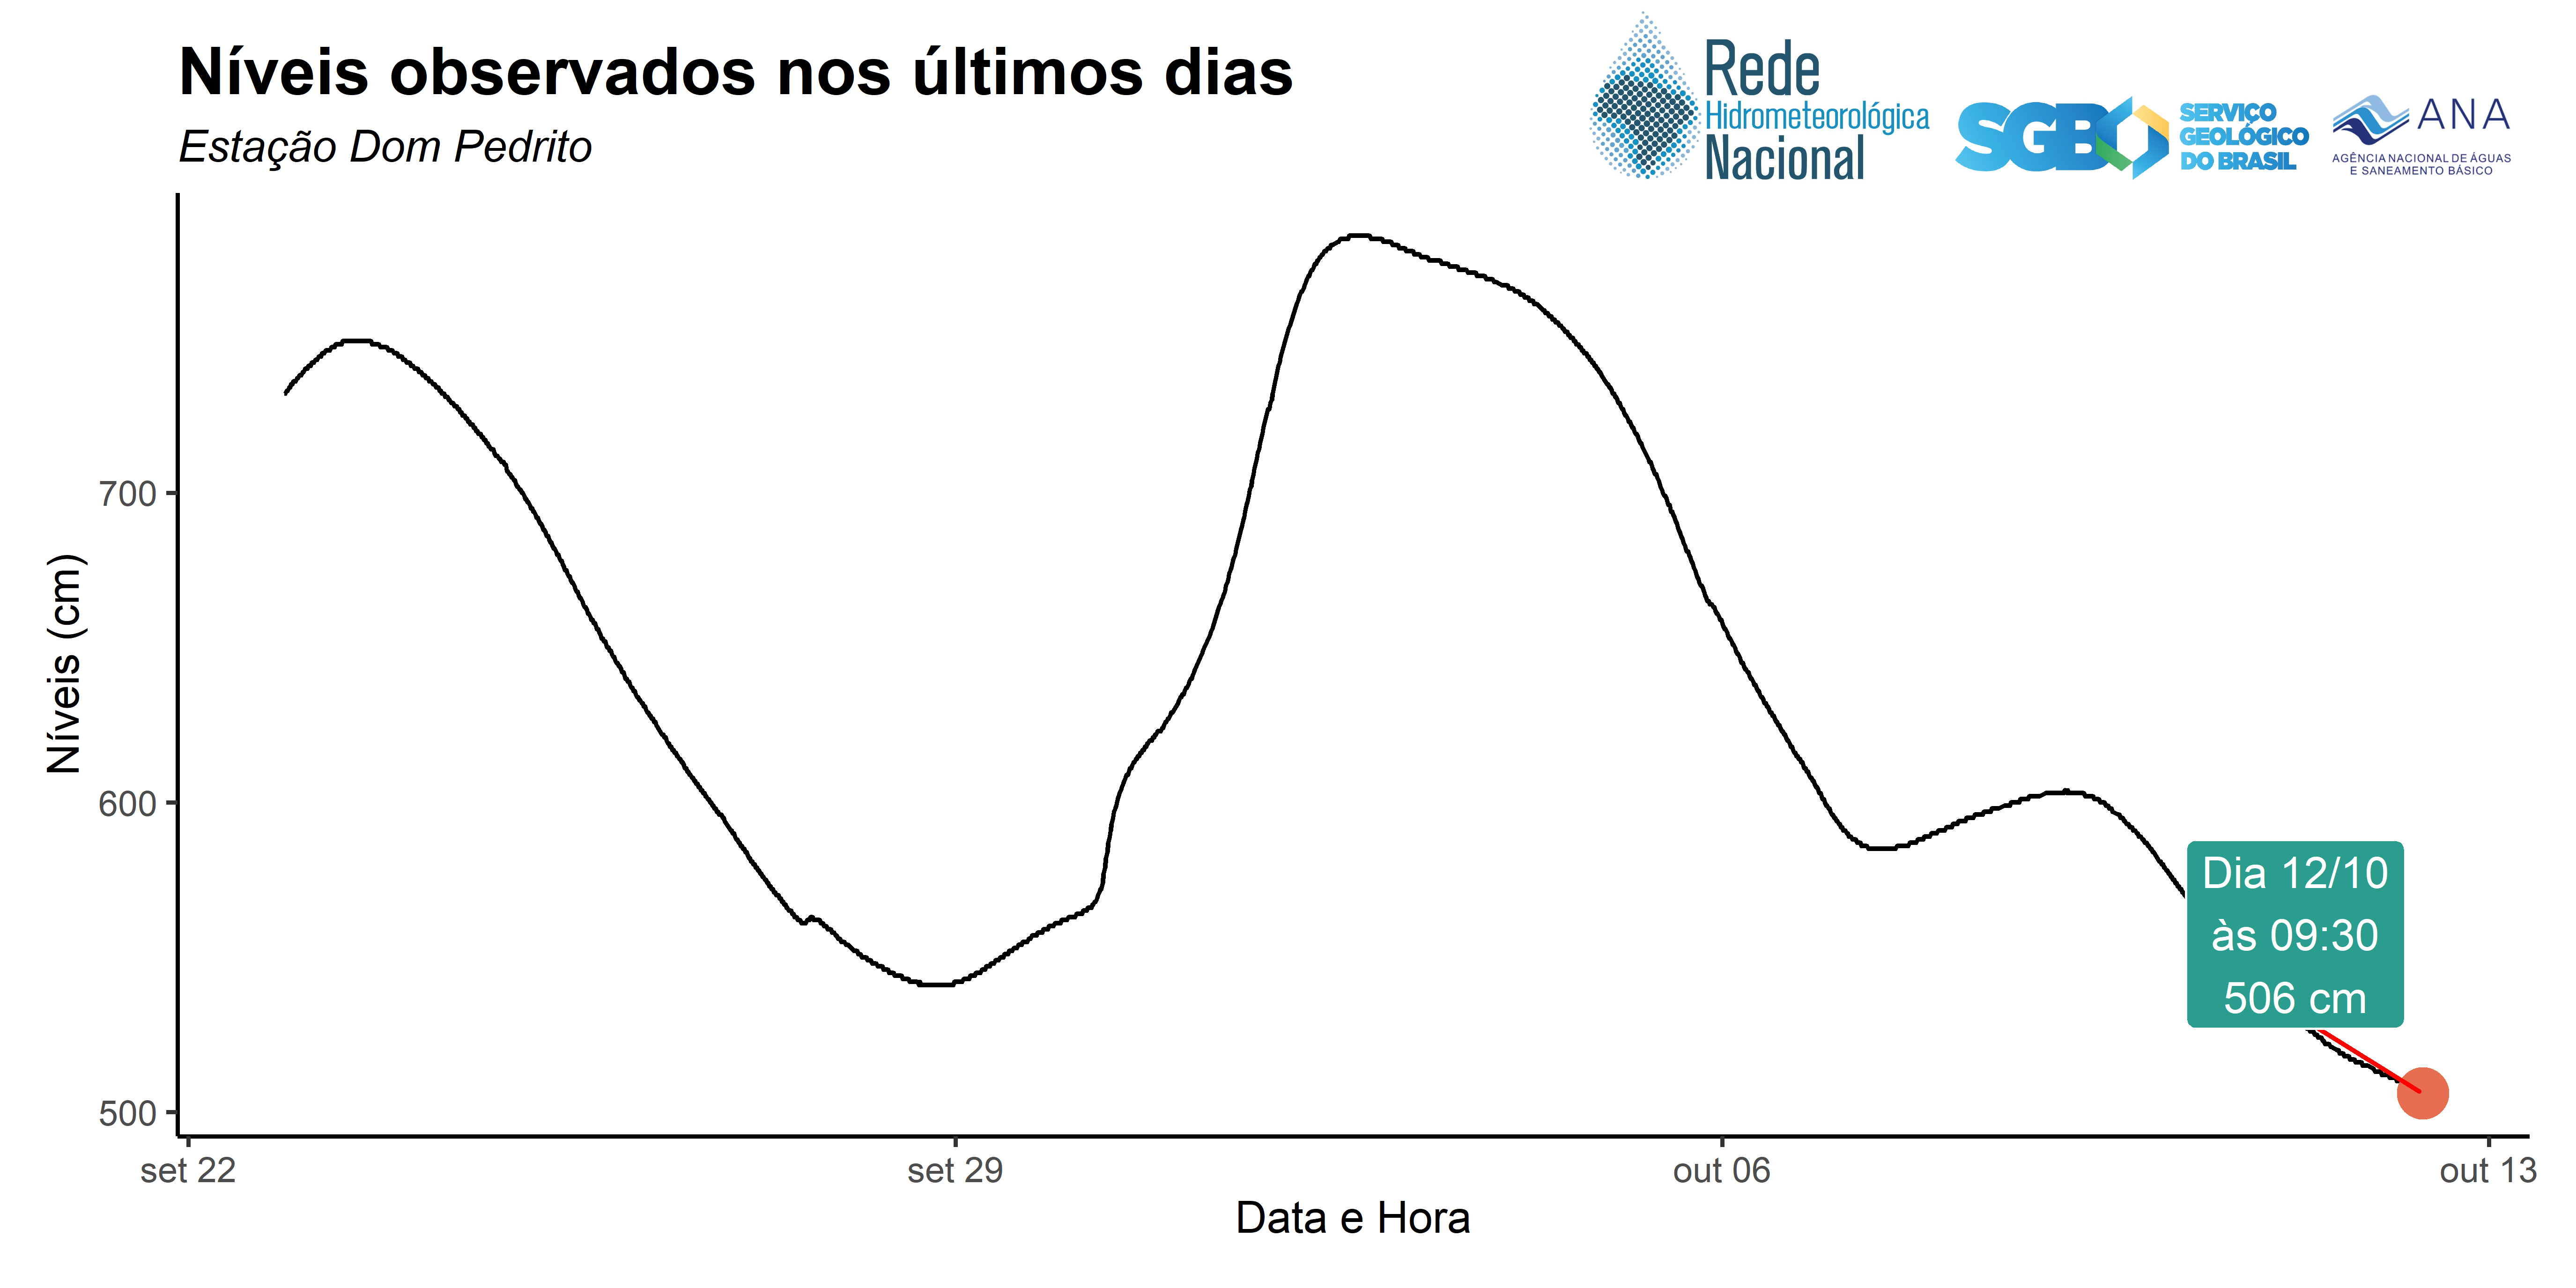 Níveis observados nos últimos dias
Estação Dom Pedrito
Rede
Hidrometeorológica
Nacional
SGB
SERVIÇO
GEOLÓGICO
DO BRASIL
ANA
AGÊNCIA NACIONAL DE ÁGUAS
E SANEAMENTO BÁSICO
Níveis (cm)
700
600
500
Dia 12/10
às 09:30
506 cm
set 22
set 29
out 06
out 13
Data e Hora